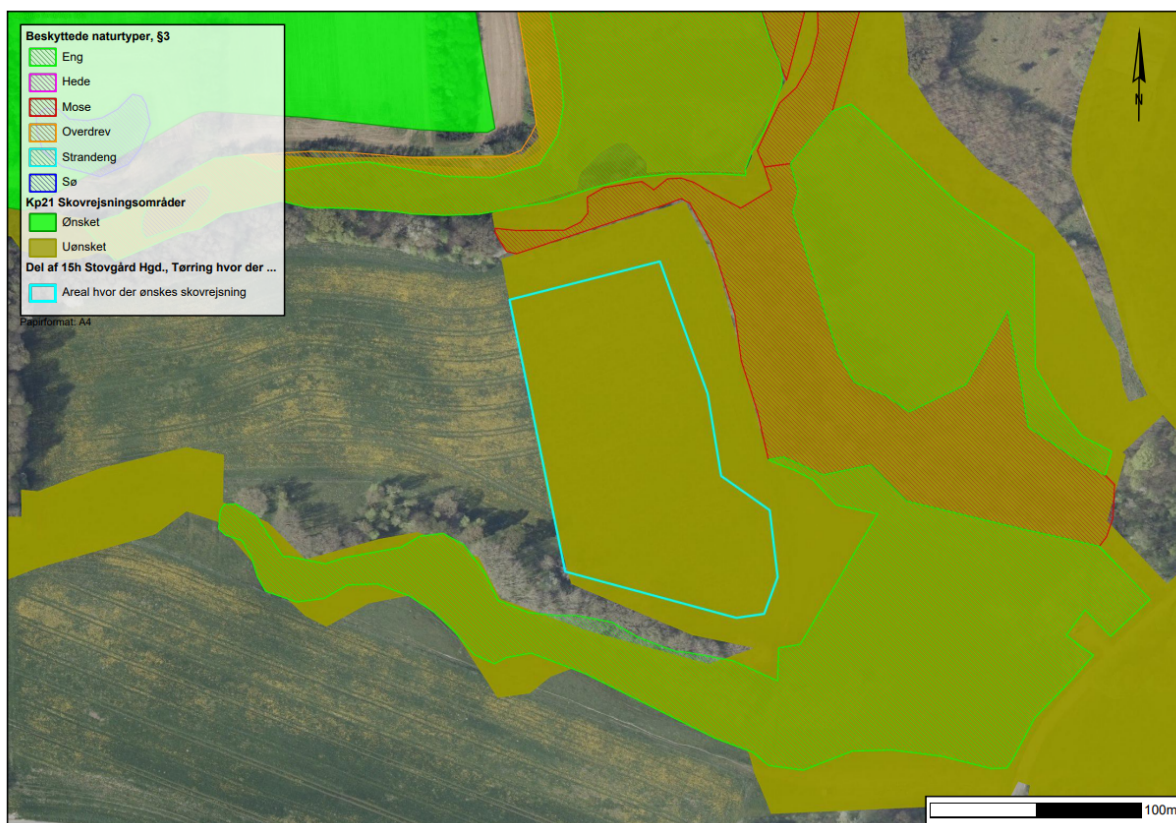 Beskyttede naturtyper, §3
Eng
Hede
Mose
Overdrev
Strandeng
Sø
Kp21 Skovrejsningsområder
Ønsket
Uønsket
Del af 15h Stovgård Hgd., Tørring hvor der ...
Areal hvor der ønskes skovrejsning
Papirformat: A4
N
100m